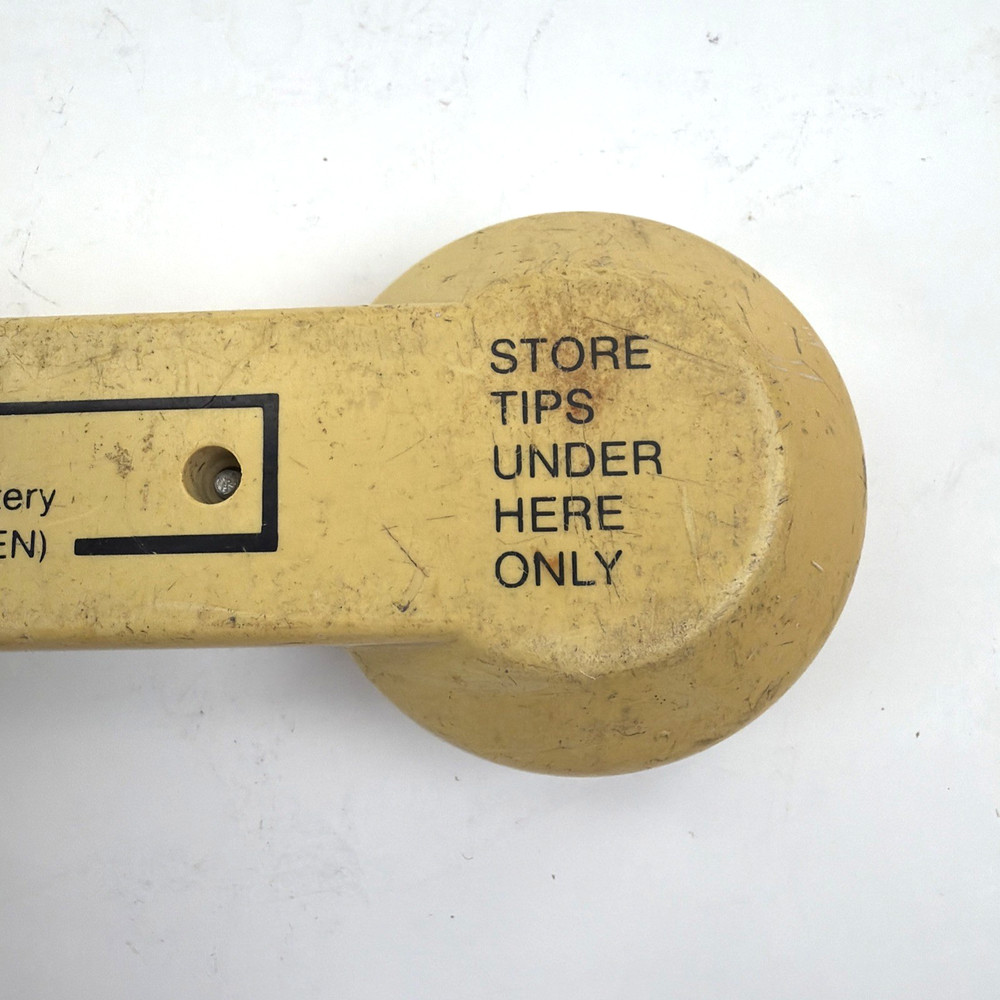 STORE
TIPS
UNDER
HERE
ONLY
tery
EN)